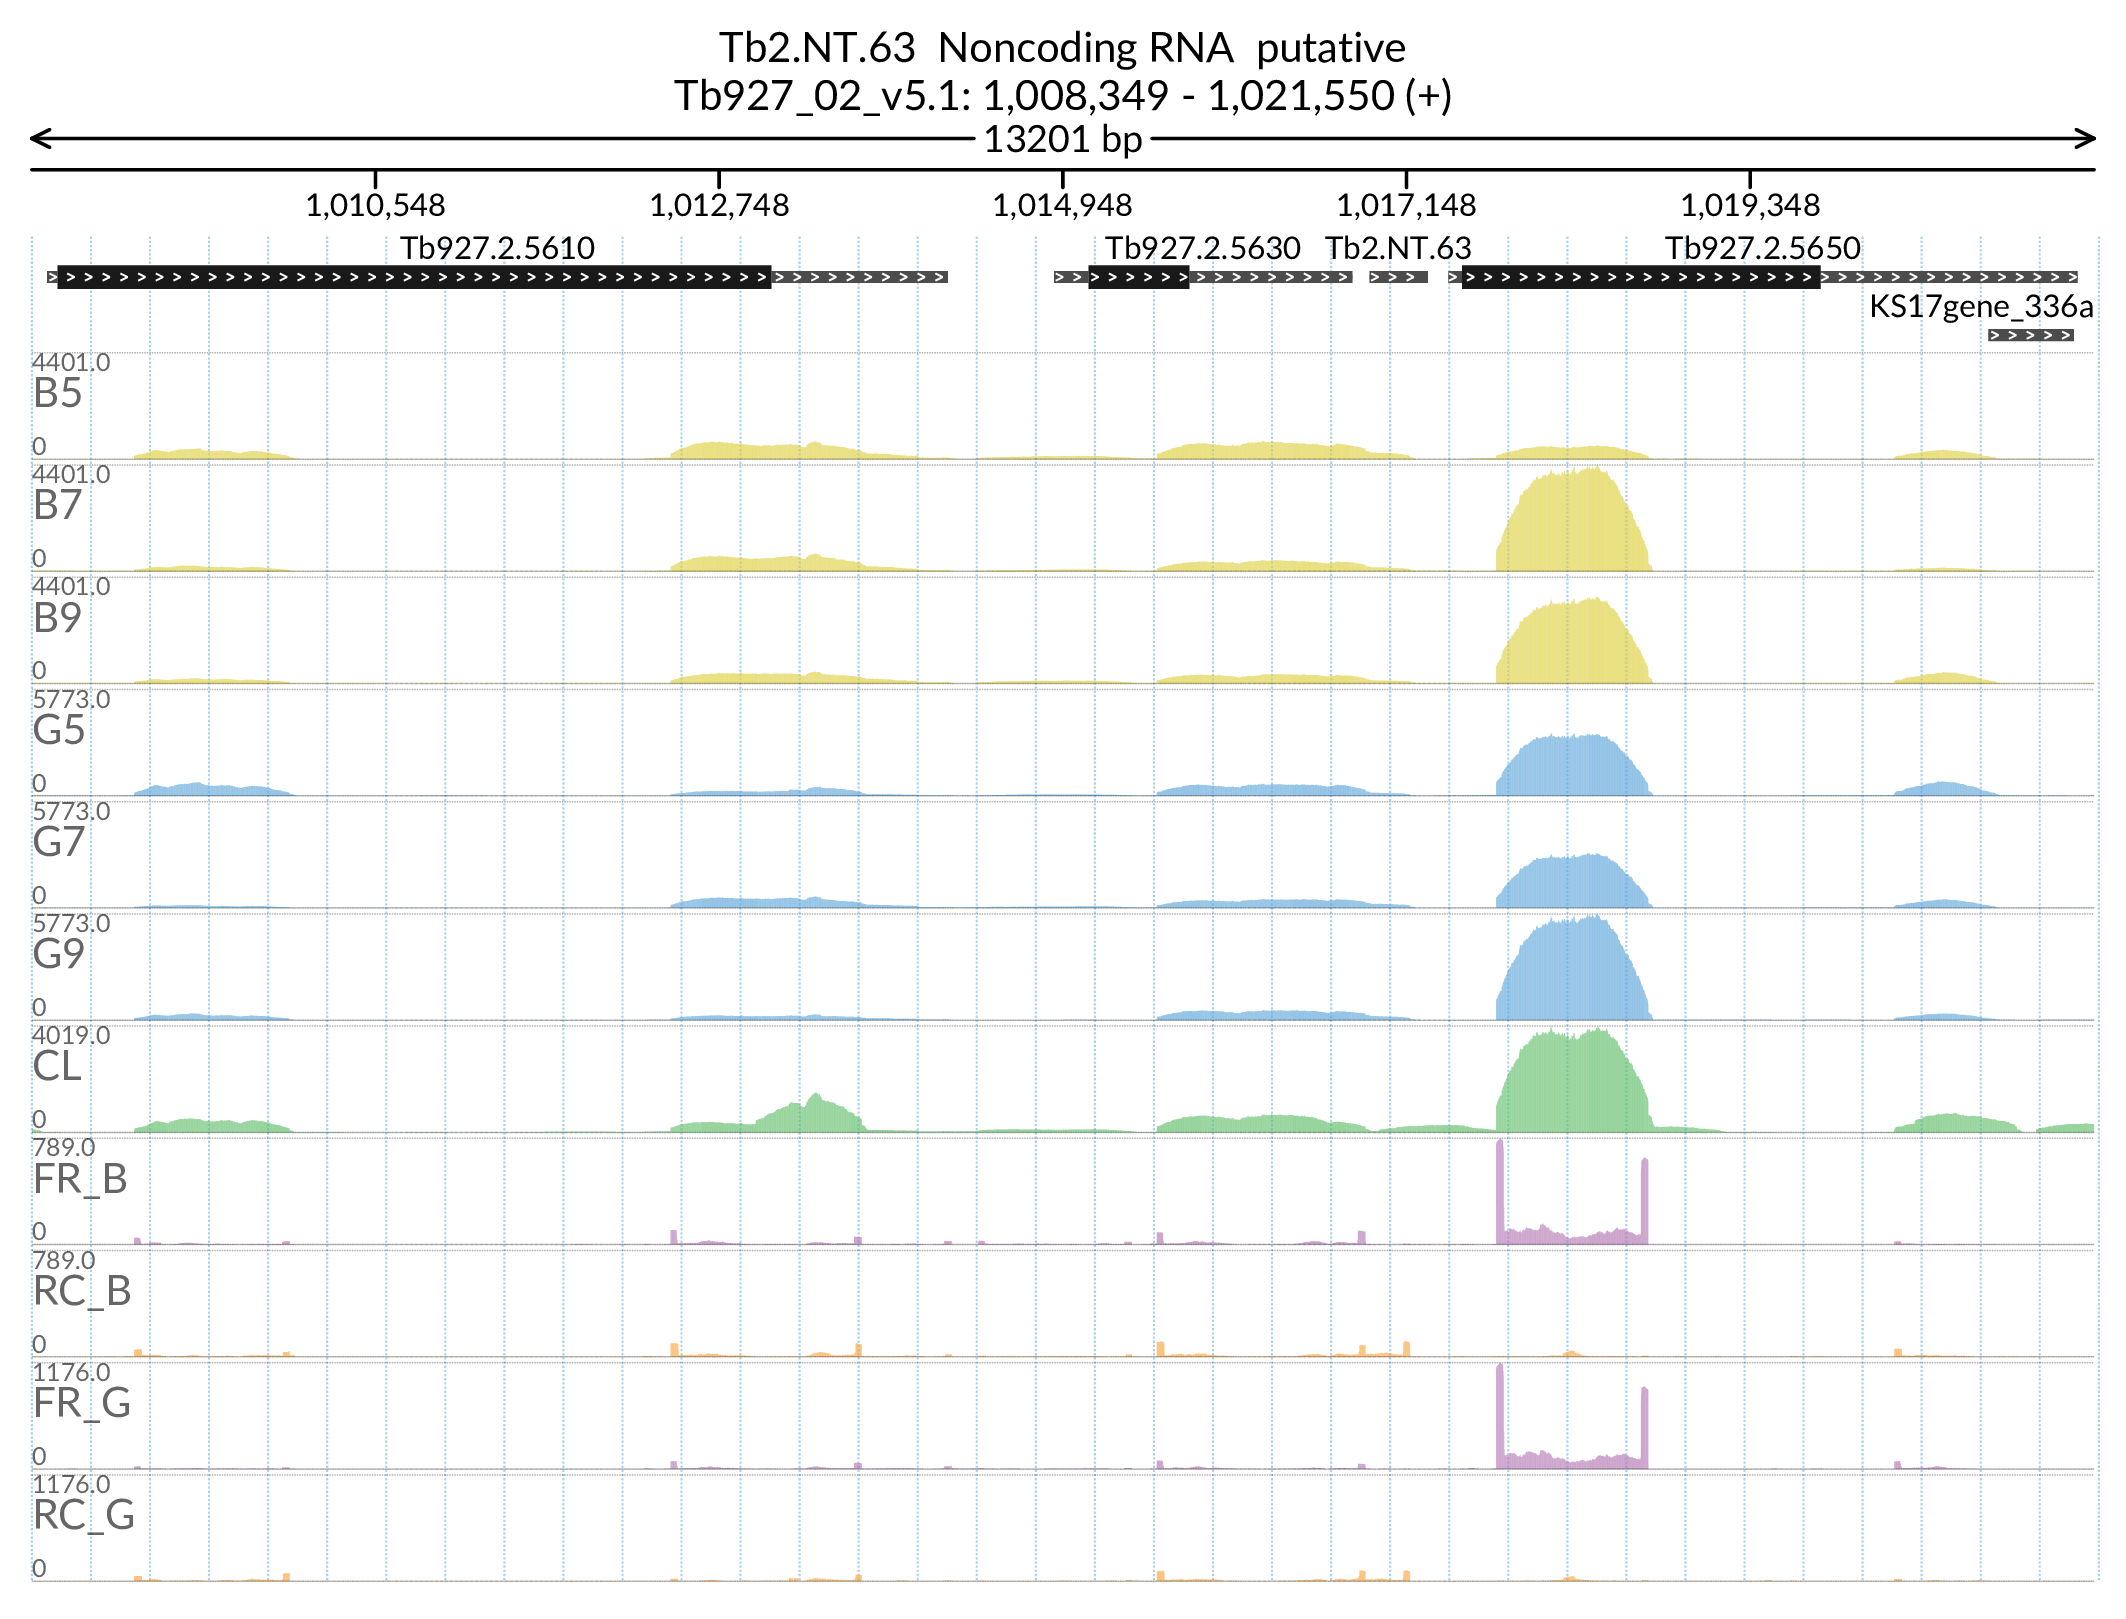 Tb2.NT.63 Noncoding RNA putative
Tb927_02_v5.1: 1,008,349 - 1,021,550 (+)
13201 bp
1,010,548 1,012,748 1,014,948 1,017,148 1,019,348
Tb927.2.5610 Tb927.2.5630 Tb2.NT.63 Tb927.2.5650
KS17gene_336a
4401.0
B5
0
4401.0
B7
0
4401.0
B9
0
5773.0
G5
0
5773.0
G7
0
5773.0
G9
0
4019.0
CL
0
789.0
FR_B
0
789.0
RC_B
0
1176.0
FR_G
0
1176.0
RC_G
0